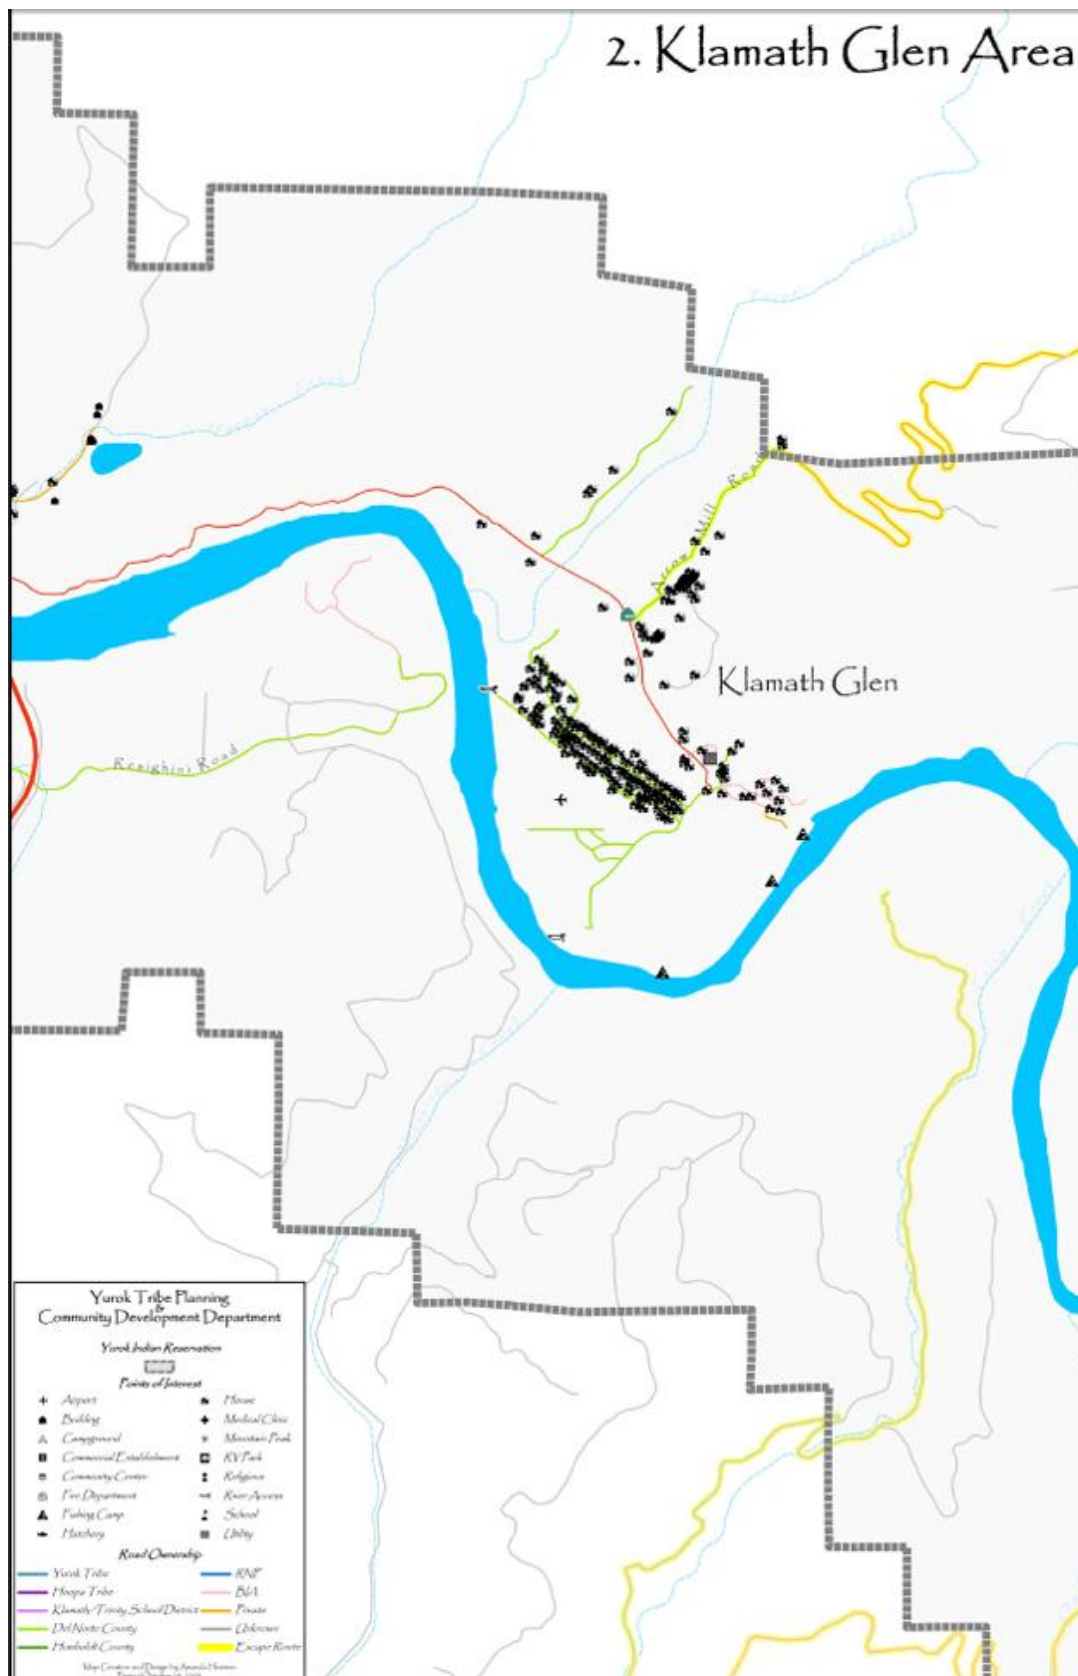 2. Klamath Glen Area
Arrow Mill Road
Klamath Glen
Resighini Road
Creek
Yurok Tribe Planning
&
Community Development Department
Yurok Indian Reservation
Points of Interest
Airport
House
Building
Medical Clinic
Campground
Mountain Peak
Commercial Establishment
RV Park
Community Center
Religious
Fire Department
River Access
Fishing Camp
School
Hatchery
Utility
Road Ownership
Yurok Tribe
RNP
Hoopa Tribe
BIA
Klamath/Trinity School District
Private
Del Norte County
Unknown
Humboldt County
Escape Route